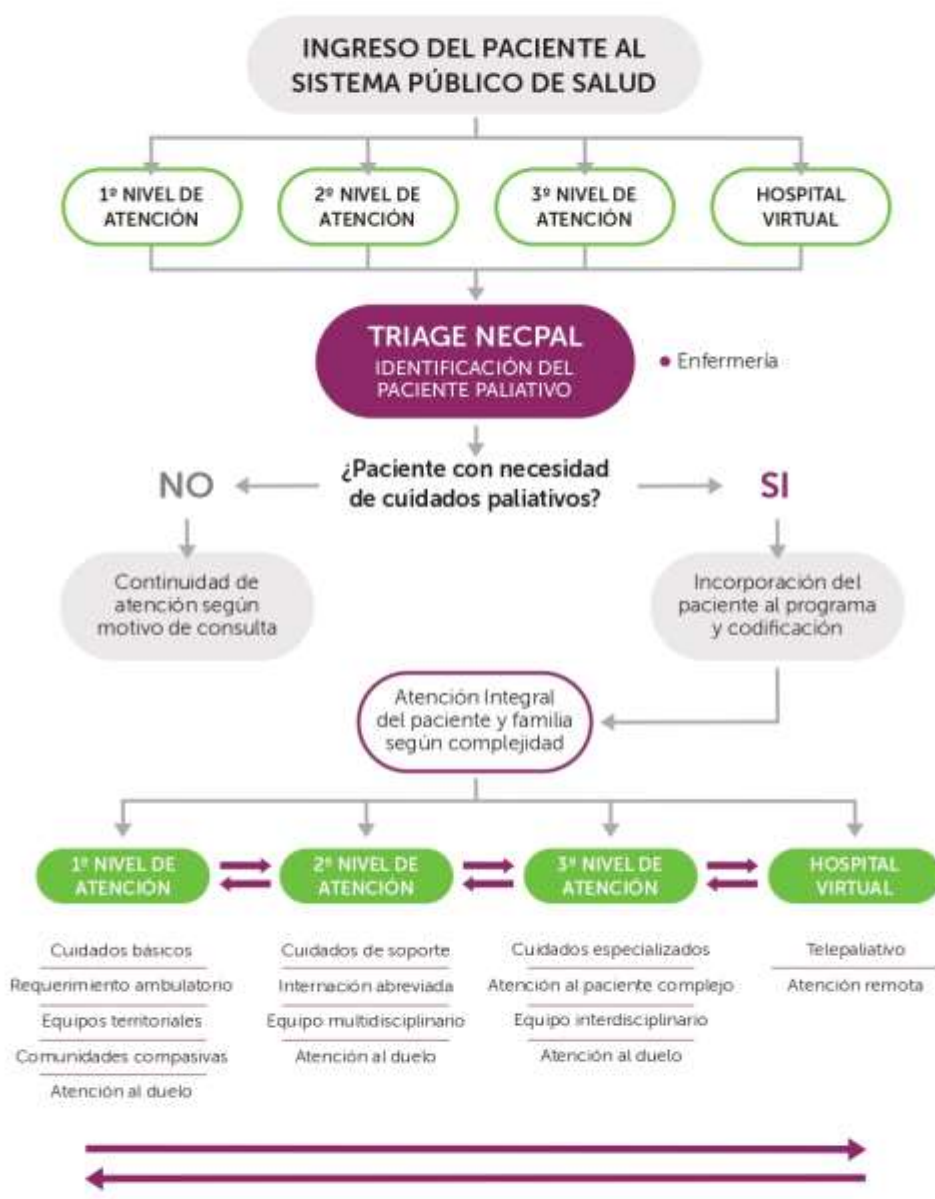 INGRESO DEL PACIENTE AL
SISTEMA PÚBLICO DE SALUD
1º NIVEL DE
ATENCIÓN
2º NIVEL DE
ATENCIÓN
3º NIVEL DE
ATENCIÓN
HOSPITAL
VIRTUAL
TRIAGE NECPAL
IDENTIFICACIÓN DEL
PACIENTE PALIATIVO
• Enfermería
¿Paciente con necesidad
de cuidados paliativos?
NO
SI
Continuidad de
atención según
motivo de consulta
Incorporación del
paciente al programa
y codificación
Atención Integral
del paciente y familia
según complejidad
1º NIVEL DE
ATENCIÓN
2º NIVEL DE
ATENCIÓN
3º NIVEL DE
ATENCIÓN
HOSPITAL
VIRTUAL
Cuidados básicos
Requerimiento ambulatorio
Equipos territoriales
Comunidades compasivas
Atención al duelo
Cuidados de soporte
Internación abreviada
Equipo multidisciplinario
Atención al duelo
Cuidados especializados
Atención al paciente complejo
Equipo interdisciplinario
Atención al duelo
Telepaliativo
Atención remota